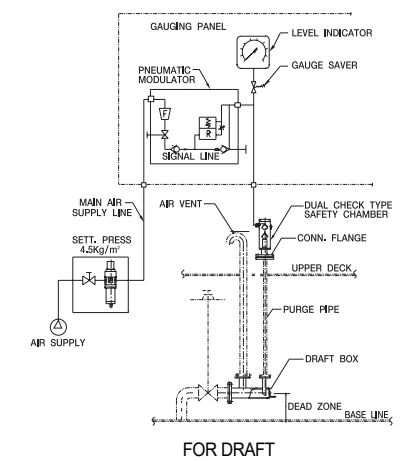 GAUGING PANEL
LEVEL INDICATOR
GAUGE SAVER
PNEUMATIC
MODULATOR
F
R
SIGNAL LINE
MAIN AIR
SUPPLY LINE
AIR VENT
DUAL CHECK TYPE
SAFETY CHAMBER
CONN. FLANGE
SETT. PRESS
4.5Kg/m²
UPPER DECK
PURGE PIPE
AIR SUPPLY
DRAFT BOX
DEAD ZONE
BASE LINE
FOR DRAFT